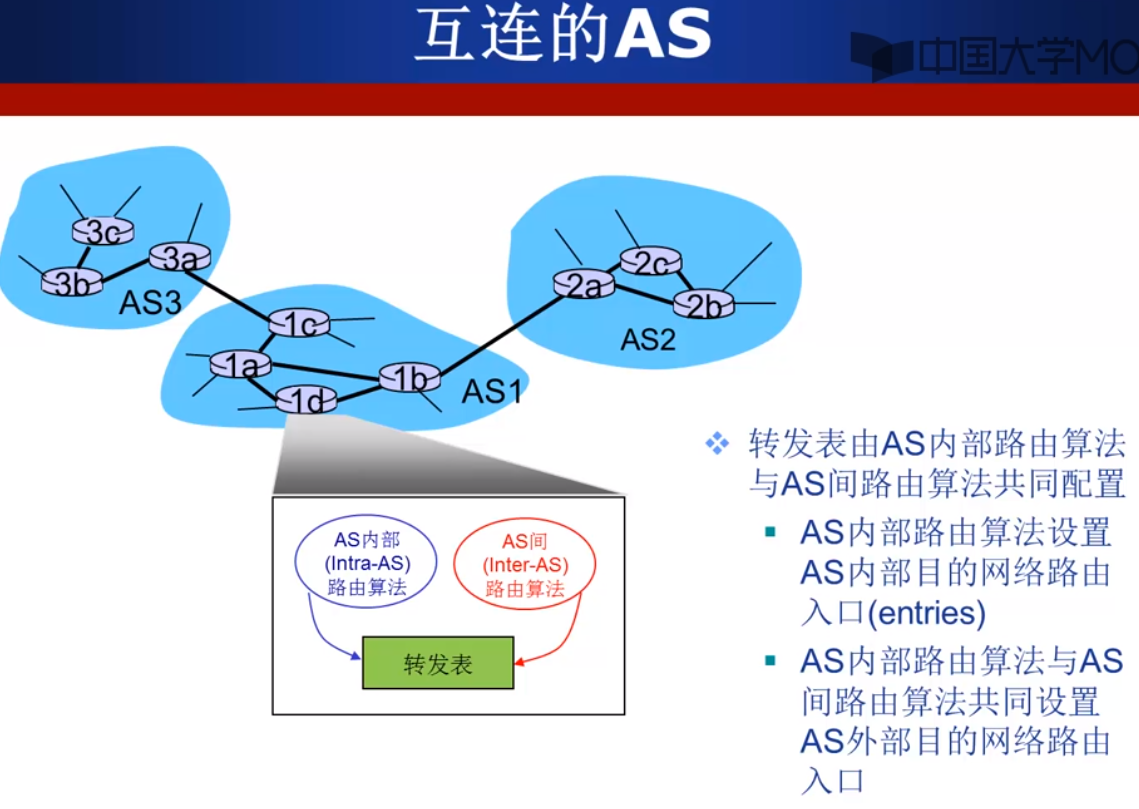 互连的AS
中国大学MO
3c
3a
3b
AS3
2c
2a
2b
AS2
1c
1a
1b
1d
AS1
转发表由AS内部路由算法
与AS间路由算法共同配置
AS内部路由算法设置
AS内部目的网络路由
入口(entries)
AS内部路由算法与AS
间路由算法共同设置
AS外部目的网络路由
入口
AS内部
(Intra-AS)
路由算法
AS间
(Inter-AS)
路由算法
转发表